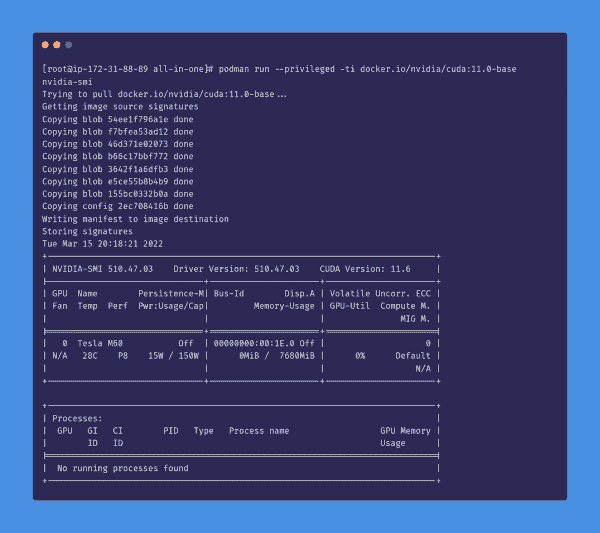 [root@ip-172-31-88-89 all-in-one]# podman run --privileged -ti docker.io/nvidia/cuda:11.0-base
nvidia-smi
Trying to pull docker.io/nvidia/cuda:11.0-base...
Getting image source signatures
Copying blob 54ee1f796a1e done
Copying blob f7bfea53ad12 done
Copying blob 46d371e02073 done
Copying blob b66c17bbf772 done
Copying blob 3642f1a6dfb3 done
Copying blob e5ce55b8b4b9 done
Copying blob 155bc0332b0a done
Copying config 2ec708416b done
Writing manifest to image destination
Storing signatures
Tue Mar 15 20:18:21 2022
+-----------------------------------------------------------------------------+
| NVIDIA-SMI 510.47.03    Driver Version: 510.47.03    CUDA Version: 11.6     |
|-------------------------------+----------------------+----------------------+
| GPU  Name        Persistence-M| Bus-Id        Disp.A | Volatile Uncorr. ECC |
| Fan  Temp  Perf  Pwr:Usage/Cap|         Memory-Usage | GPU-Util  Compute M. |
|                               |                      |               MIG M. |
|===============================+======================+======================|
|   0  Tesla M60           Off  | 00000000:00:1E.0 Off |                    0 |
| N/A   28C    P8    15W / 150W |      0MiB /  7680MiB |      0%      Default |
|                               |                      |                  N/A |
+-------------------------------+----------------------+----------------------+
+-----------------------------------------------------------------------------+
| Processes:                                                                  |
|  GPU   GI   CI        PID   Type   Process name                  GPU Memory |
|        ID   ID                                                   Usage      |
|=============================================================================|
|  No running processes found                                                 |
+-----------------------------------------------------------------------------+